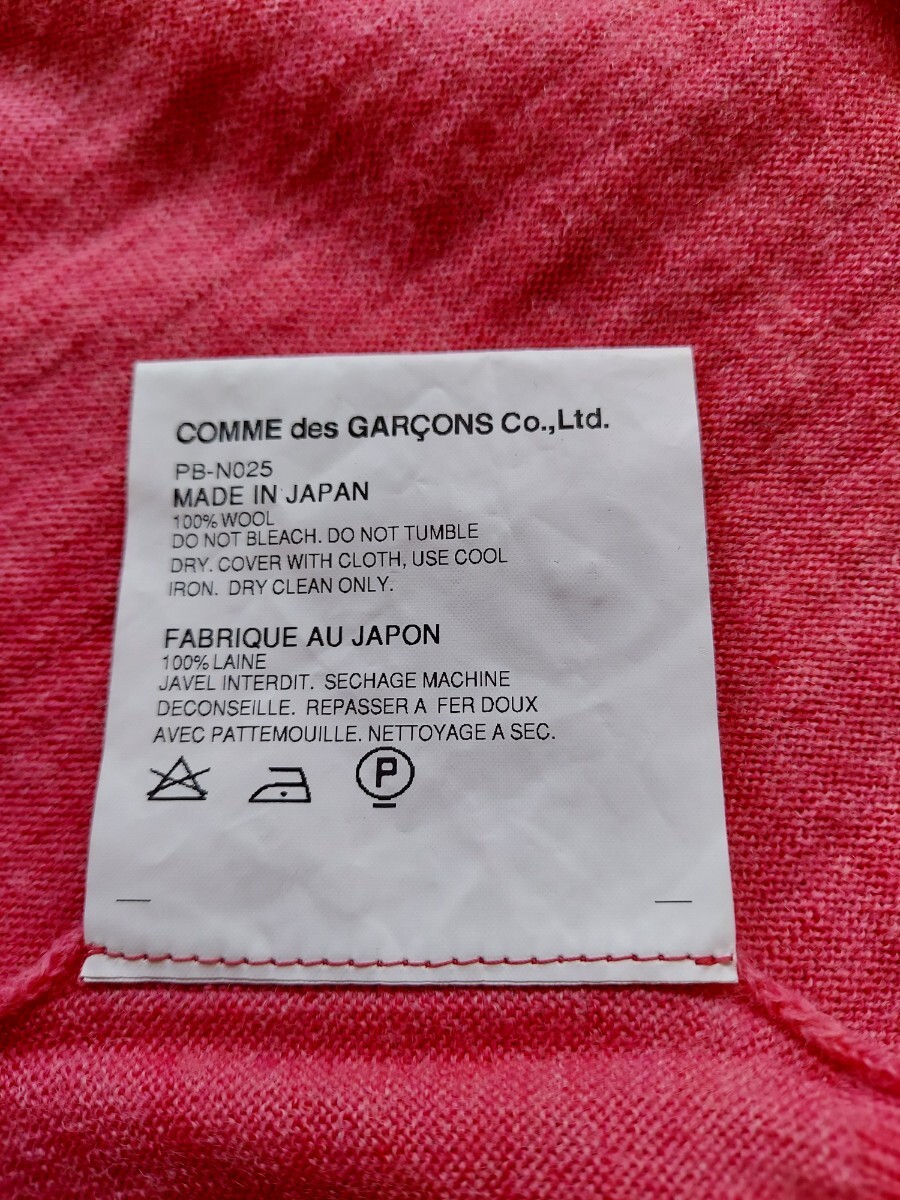 COMME des GARÇONS Co.,Ltd.
PB-N025
MADE IN JAPAN
100% WOOL
DO NOT BLEACH. DO NOT TUMBLE
DRY. COVER WITH CLOTH, USE COOL
IRON. DRY CLEAN ONLY.
FABRIQUE AU JAPON
100% LAINE
JAVEL INTERDIT. SECHAGE MACHINE
DECONSEILLE. REPASSER A FER DOUX
AVEC PATTEMOUILLE. NETTOYAGE A SEC.
P